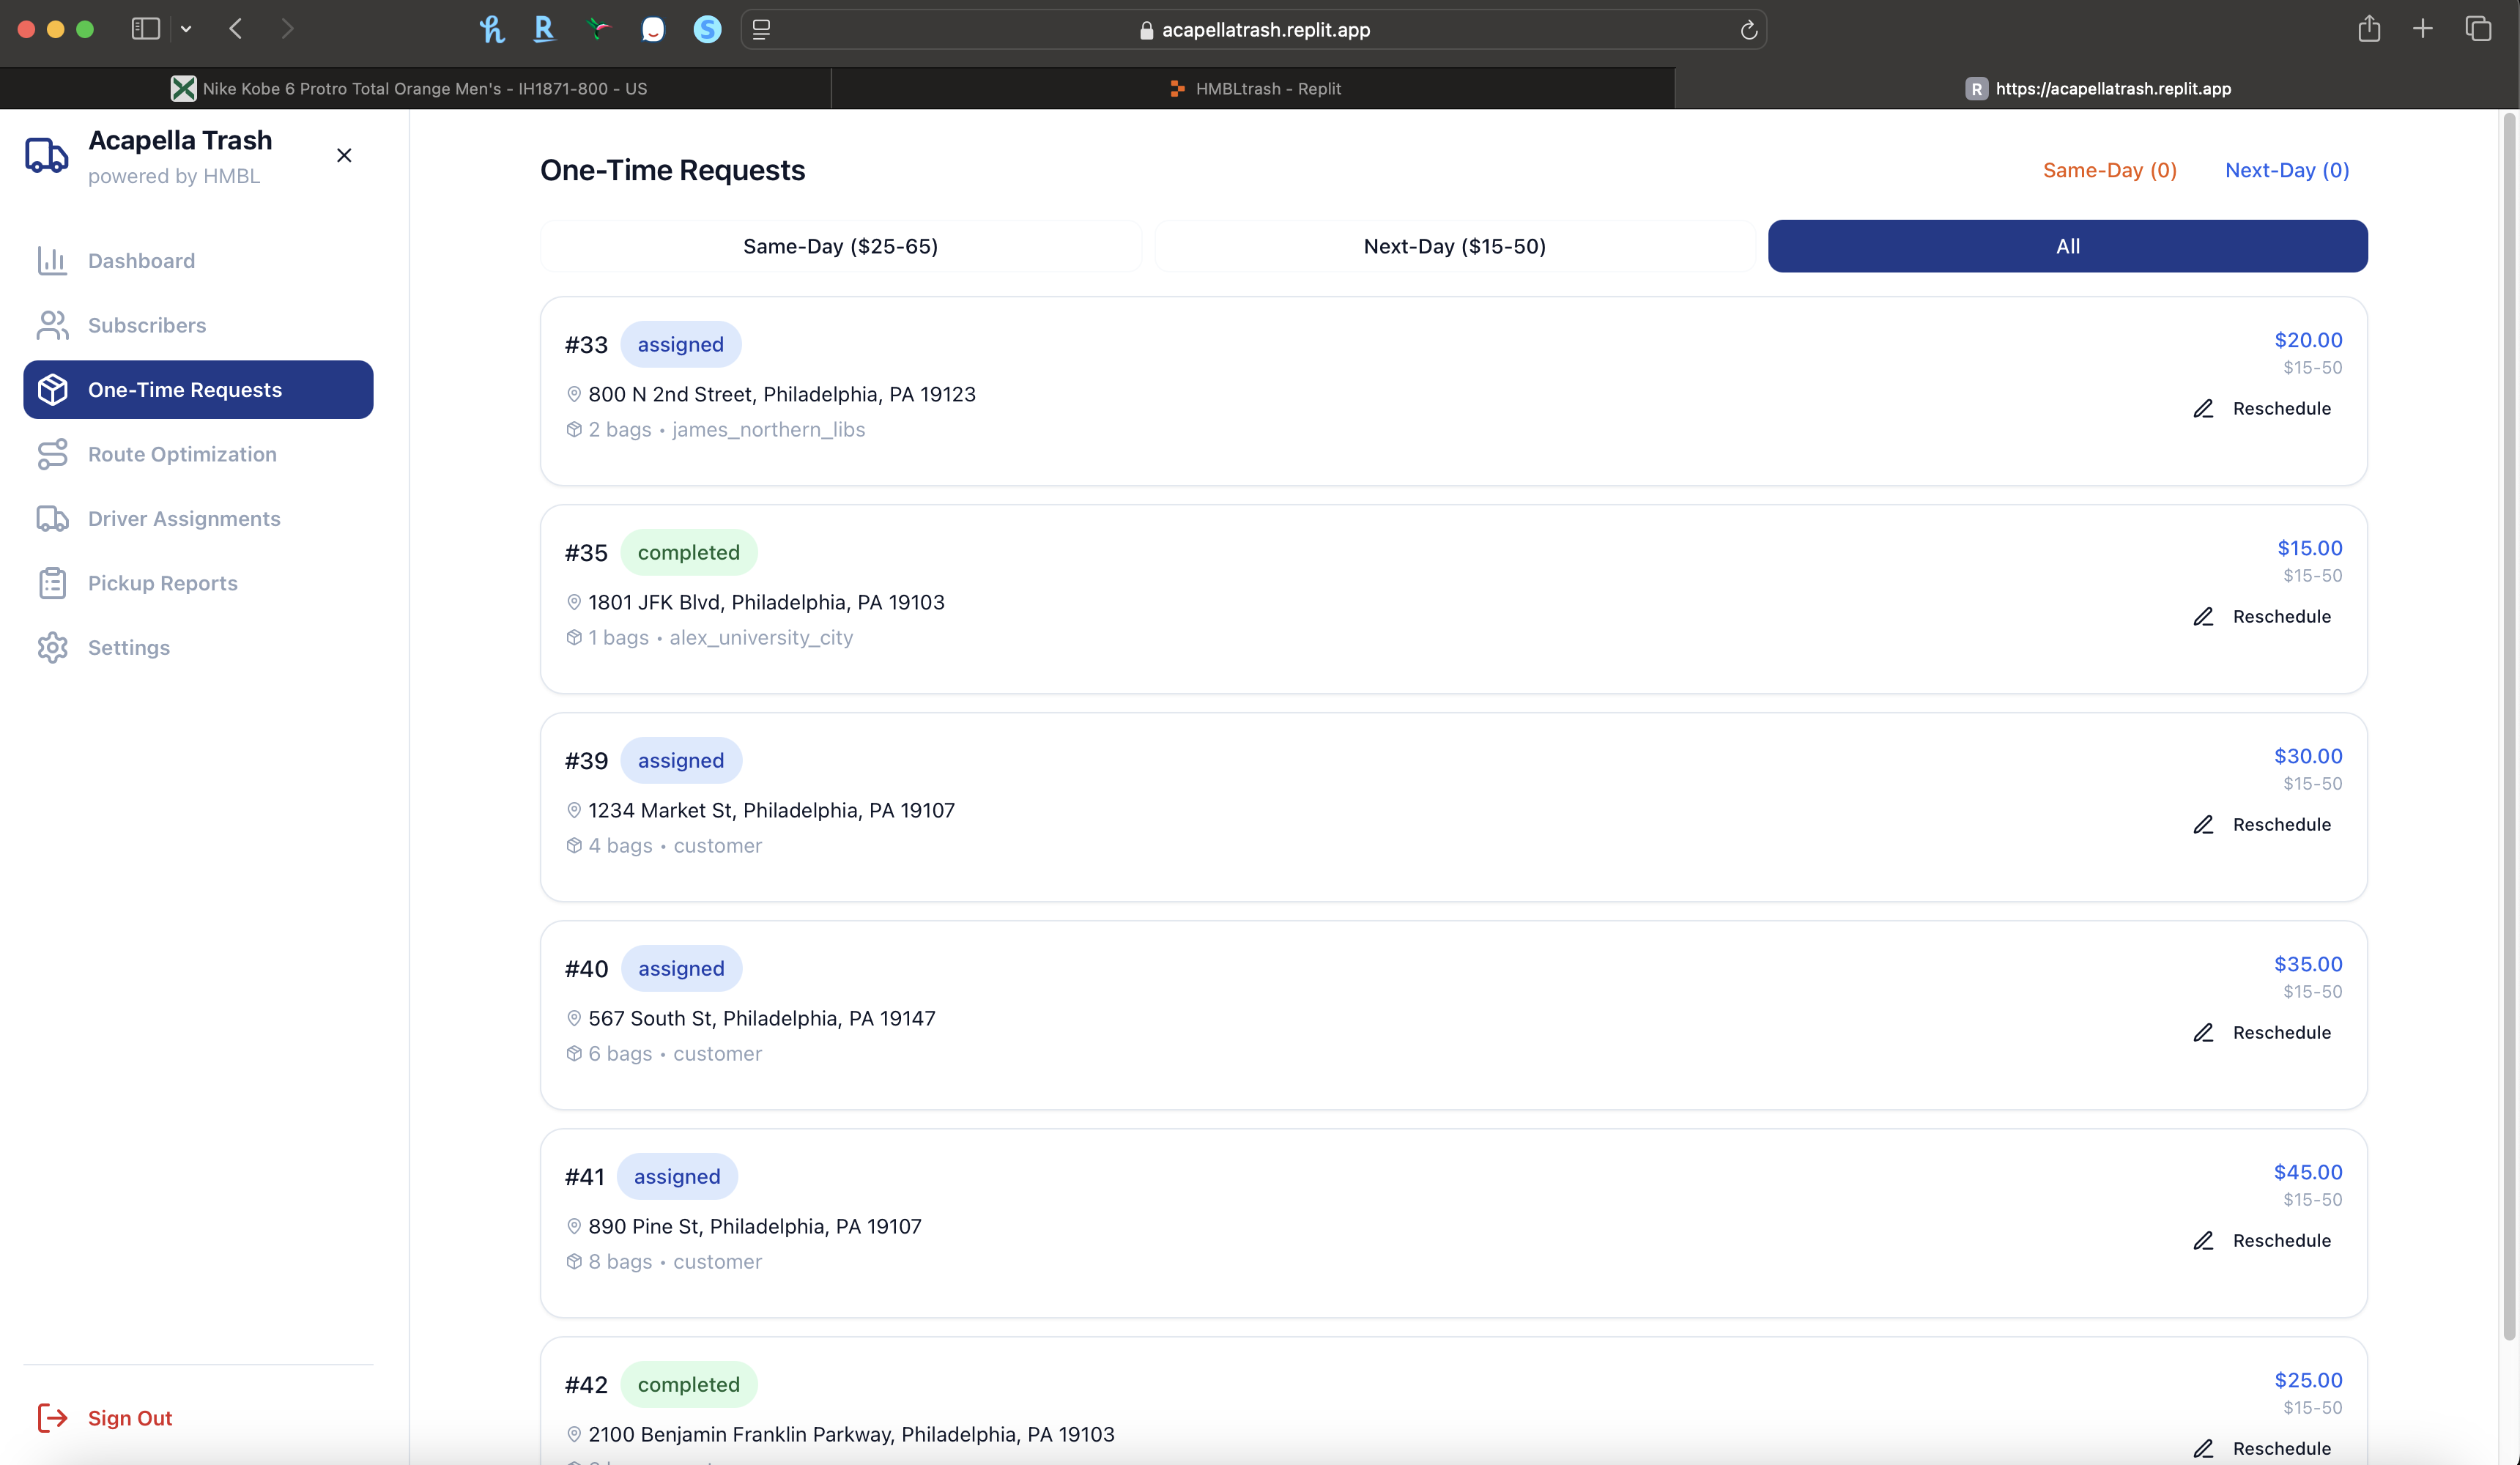 acapellatrash.replit.app
Nike Kobe 6 Protro Total Orange Men's - IH1871-800 - US
HMBLtrash - Replit
R https://acapellatrash.replit.app
Acapella Trash
powered by HMBL
Dashboard
Subscribers
One-Time Requests
Route Optimization
Driver Assignments
Pickup Reports
Settings
Sign Out
One-Time Requests
Same-Day (0)
Next-Day (0)
Same-Day ($25-65)
Next-Day ($15-50)
All
#33 assigned
800 N 2nd Street, Philadelphia, PA 19123
2 bags • james_northern_libs
$20.00
$15-50
Reschedule
#35 completed
1801 JFK Blvd, Philadelphia, PA 19103
1 bags • alex_university_city
$15.00
$15-50
Reschedule
#39 assigned
1234 Market St, Philadelphia, PA 19107
4 bags • customer
$30.00
$15-50
Reschedule
#40 assigned
567 South St, Philadelphia, PA 19147
6 bags • customer
$35.00
$15-50
Reschedule
#41 assigned
890 Pine St, Philadelphia, PA 19107
8 bags • customer
$45.00
$15-50
Reschedule
#42 completed
2100 Benjamin Franklin Parkway, Philadelphia, PA 19103
$25.00
$15-50
Reschedule